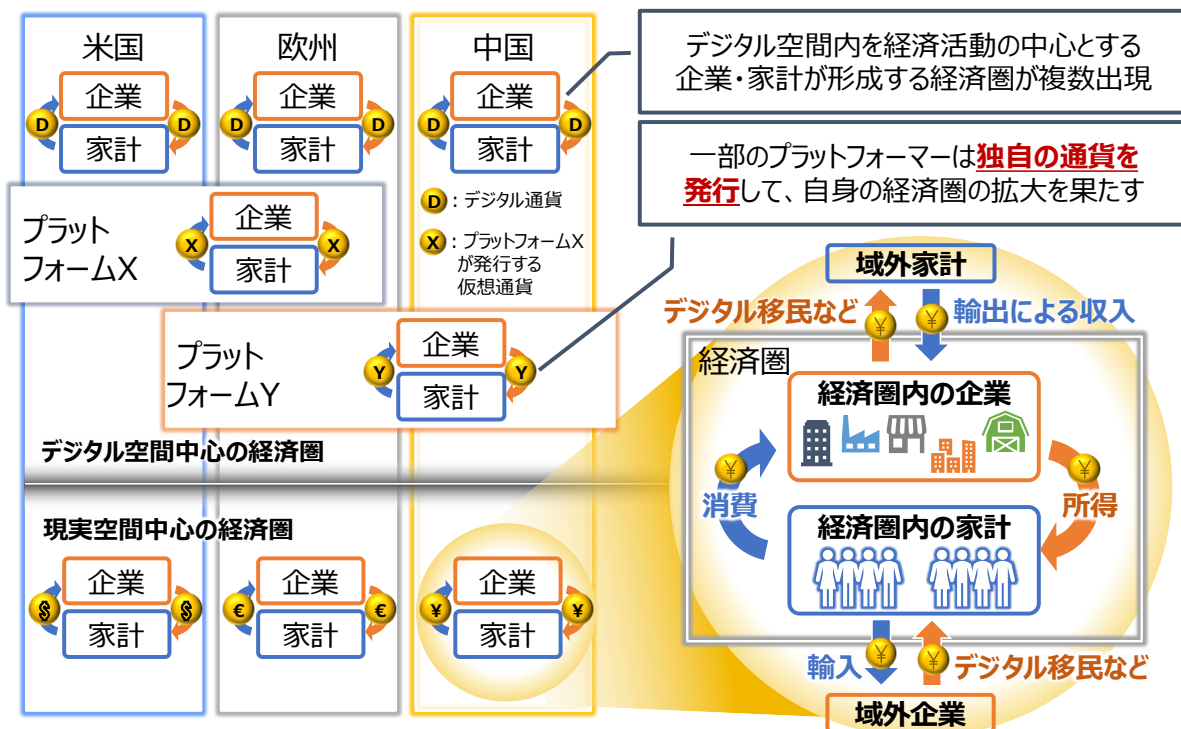 米国
欧州
中国
企業
家計
D
D
企業
家計
D
D
企業
家計
D
D
デジタル空間内を経済活動の中心とする
企業・家計が形成する経済圏が複数出現
一部のプラットフォーマーは独自の通貨を
発行して、自身の経済圏の拡大を果たす
D：デジタル通貨
X：プラットフォームX
が発行する
仮想通貨
プラット
フォームX
企業
家計
X
X
プラット
フォームY
企業
家計
Y
Y
デジタル空間中心の経済圏
現実空間中心の経済圏
企業
家計
$
$
企業
家計
€
€
企業
家計
¥
¥
域外家計
デジタル移民など
¥
¥
輸出による収入
経済圏
経済圏内の企業
¥
消費
¥
所得
経済圏内の家計
輸入
¥
¥
デジタル移民など
域外企業